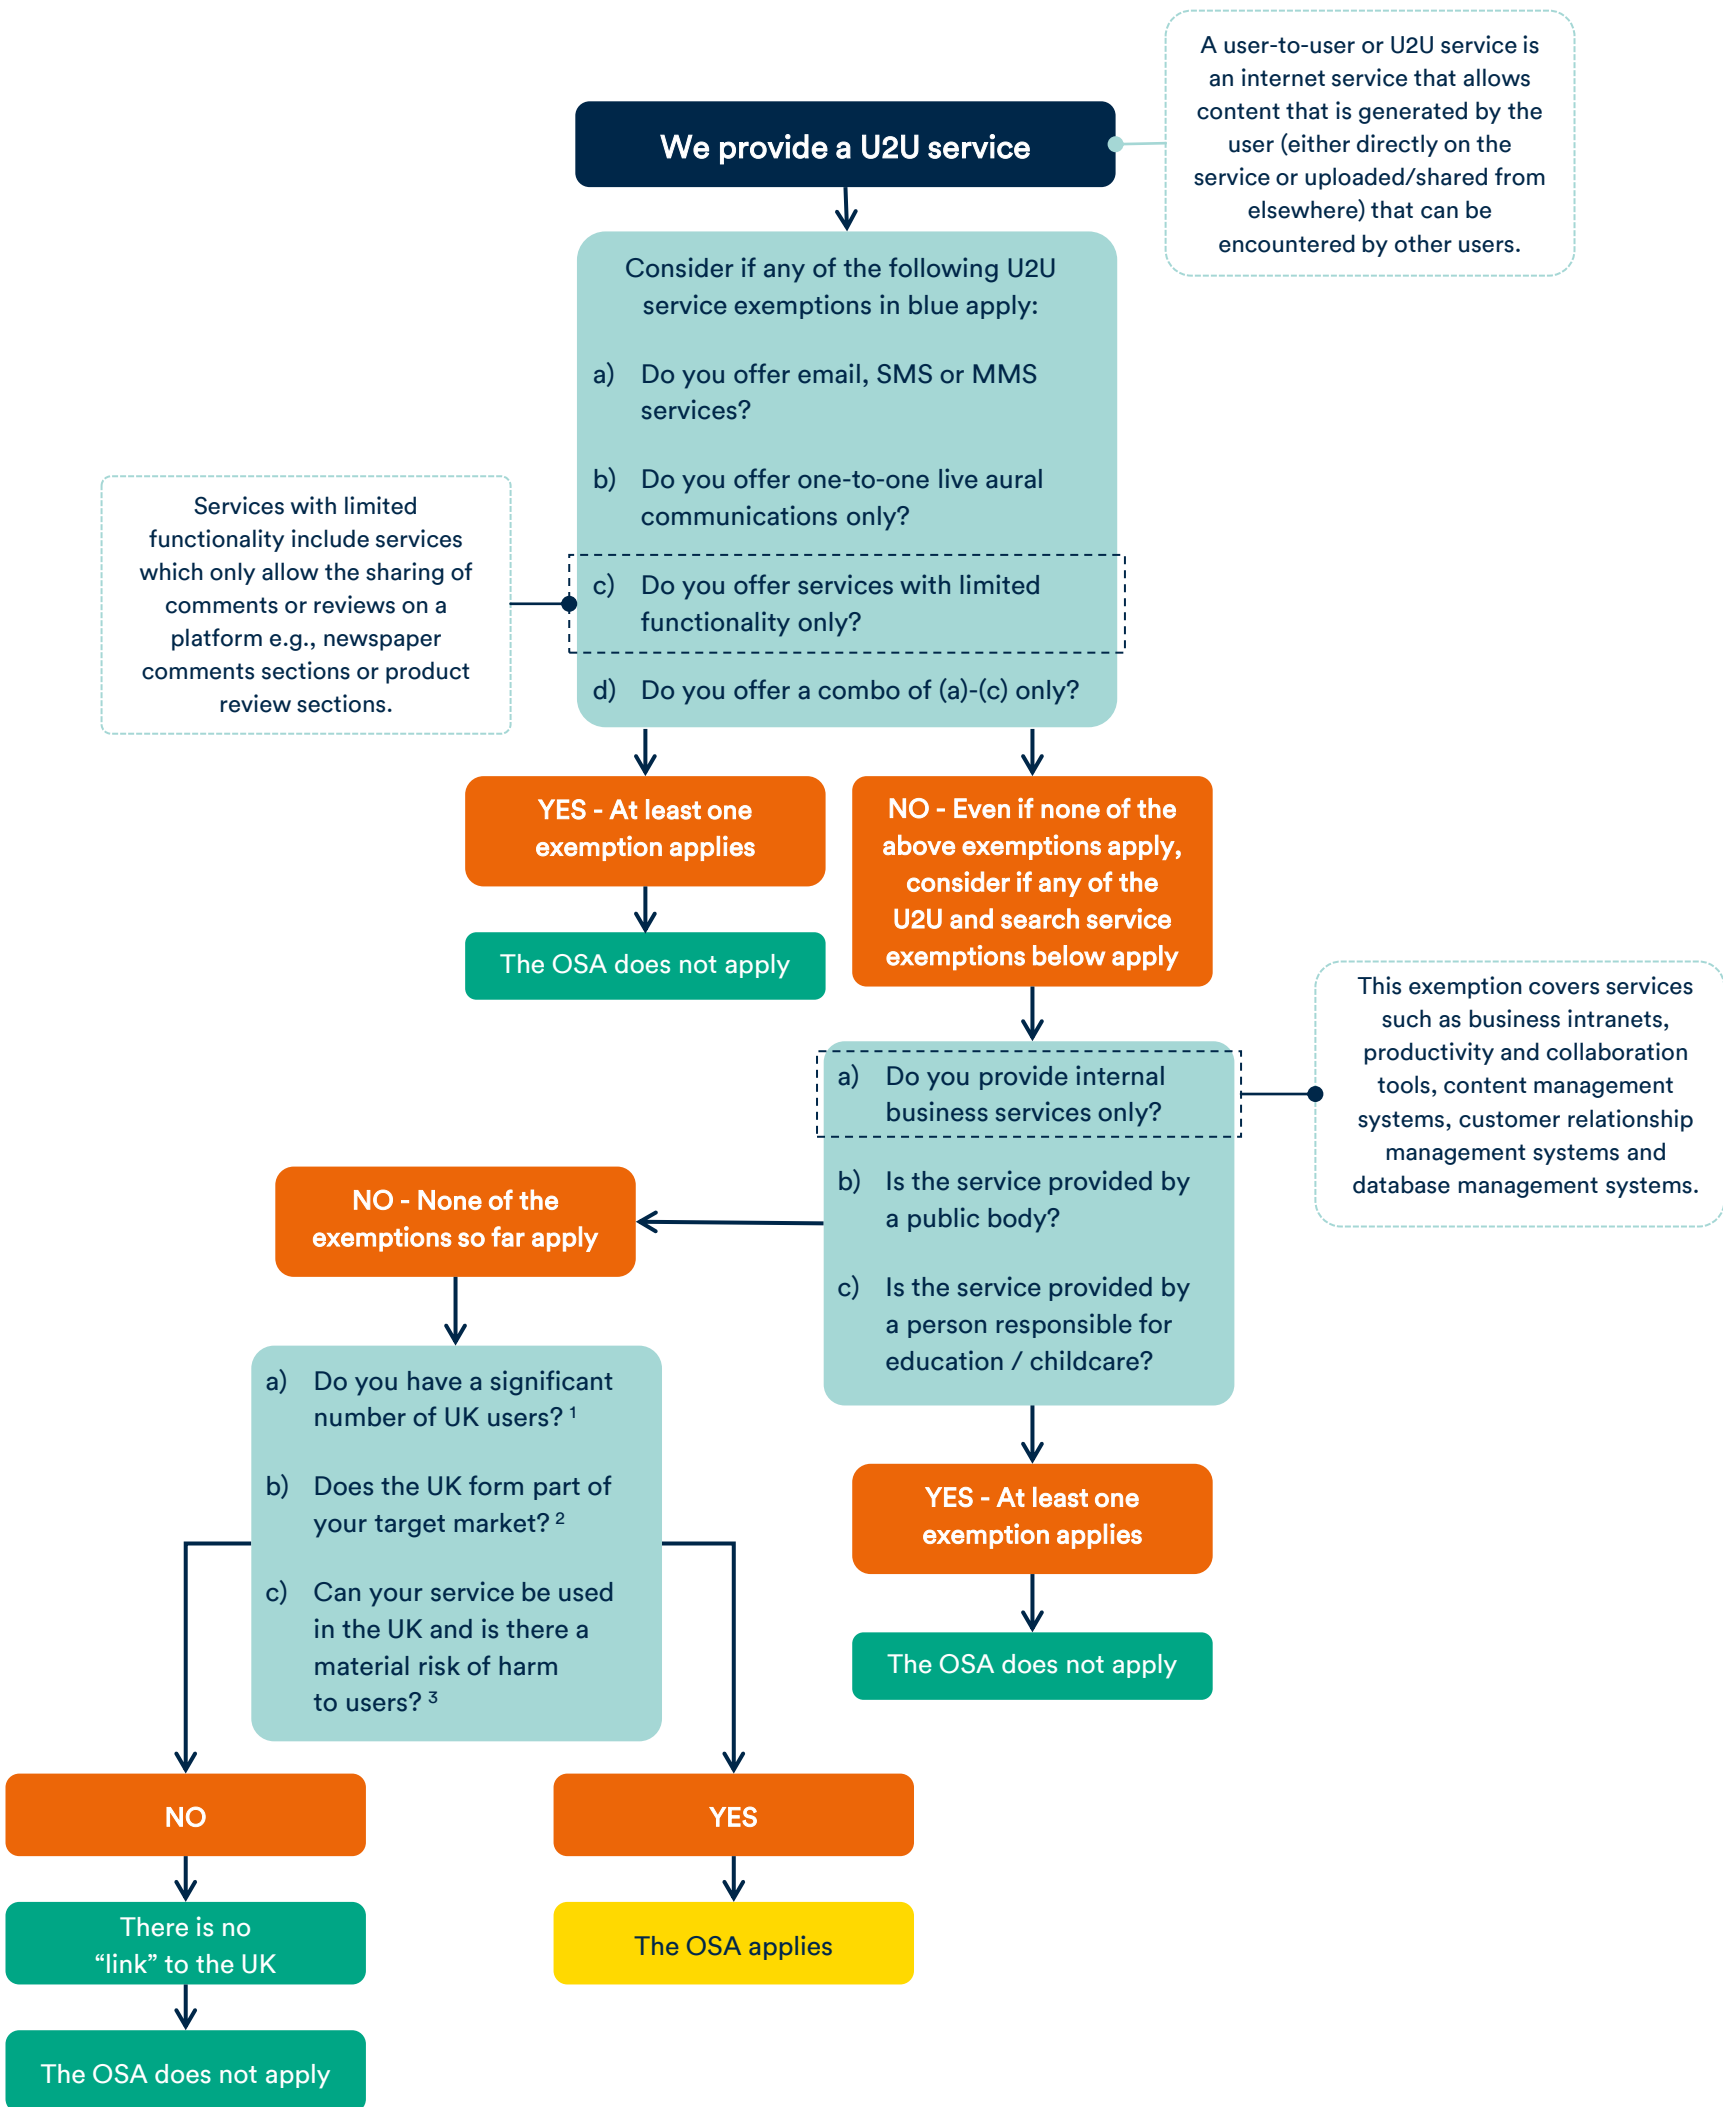 A user-to-user or U2U service is
an internet service that allows
content that is generated by the
user (either directly on the
service or uploaded/shared from
elsewhere) that can be
encountered by other users.
We provide a U2U service
Consider if any of the following U2U
service exemptions in blue apply:
a) Do you offer email, SMS or MMS
services?
b) Do you offer one-to-one live aural
communications only?
c) Do you offer services with limited
functionality only?
d) Do you offer a combo of (a)-(c) only?
Services with limited
functionality include services
which only allow the sharing of
comments or reviews on a
platform e.g., newspaper
comments sections or product
review sections.
YES - At least one
exemption applies
The OSA does not apply
NO - Even if none of the
above exemptions apply,
consider if any of the
U2U and search service
exemptions below apply
a) Do you provide internal
business services only?
b) Is the service provided by
a public body?
c) Is the service provided by
a person responsible for
education / childcare?
This exemption covers services
such as business intranets,
productivity and collaboration
tools, content management
systems, customer relationship
management systems and
database management systems.
NO - None of the
exemptions so far apply
YES - At least one
exemption applies
The OSA does not apply
a) Do you have a significant
number of UK users? ¹
b) Does the UK form part of
your target market? ²
c) Can your service be used
in the UK and is there a
material risk of harm
to users? ³
NO
There is no
“link” to the UK
The OSA does not apply
YES
The OSA applies